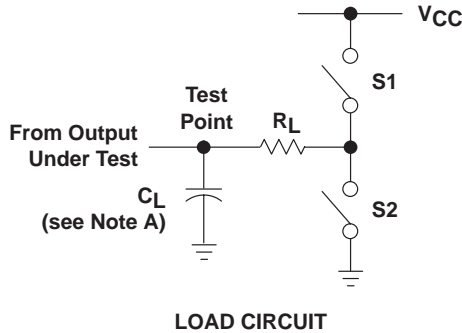 VCC
S1
Test
Point
RL
From Output
Under Test
CL
(see Note A)
S2
LOAD CIRCUIT